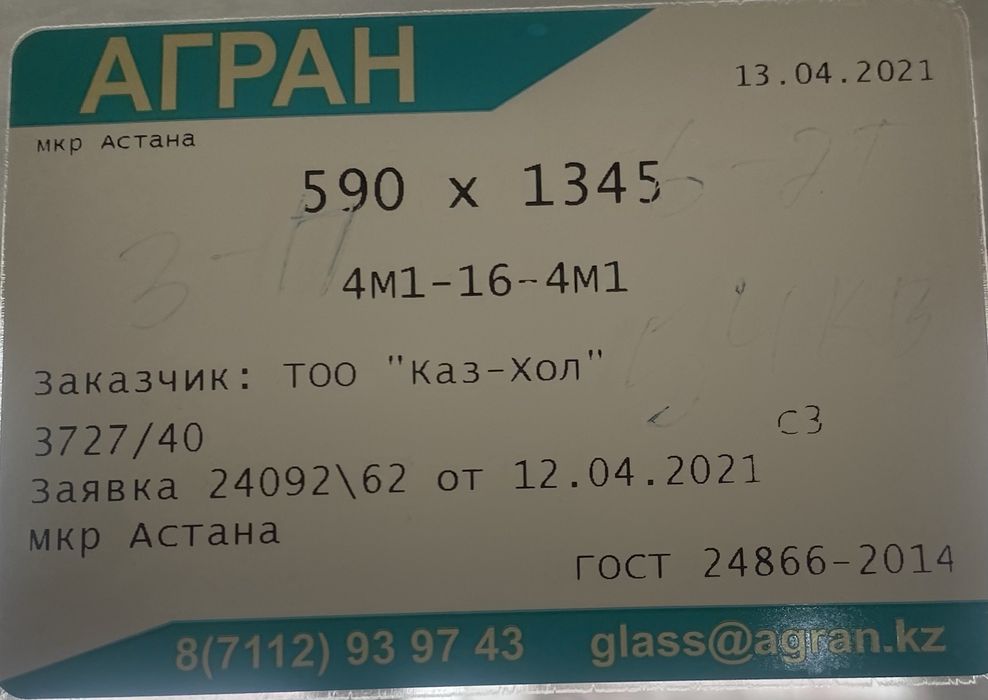 АГРАН
13.04.2021
мкр Астана
590 x 1345
4М1-16-4М1
Заказчик: ТОО "Каз-Хол"
с3
3727/40
Заявка 24092\62 от 12.04.2021
мкр Астана
ГОСТ 24866-2014
8(7112) 93 97 43 glass@agran.kz